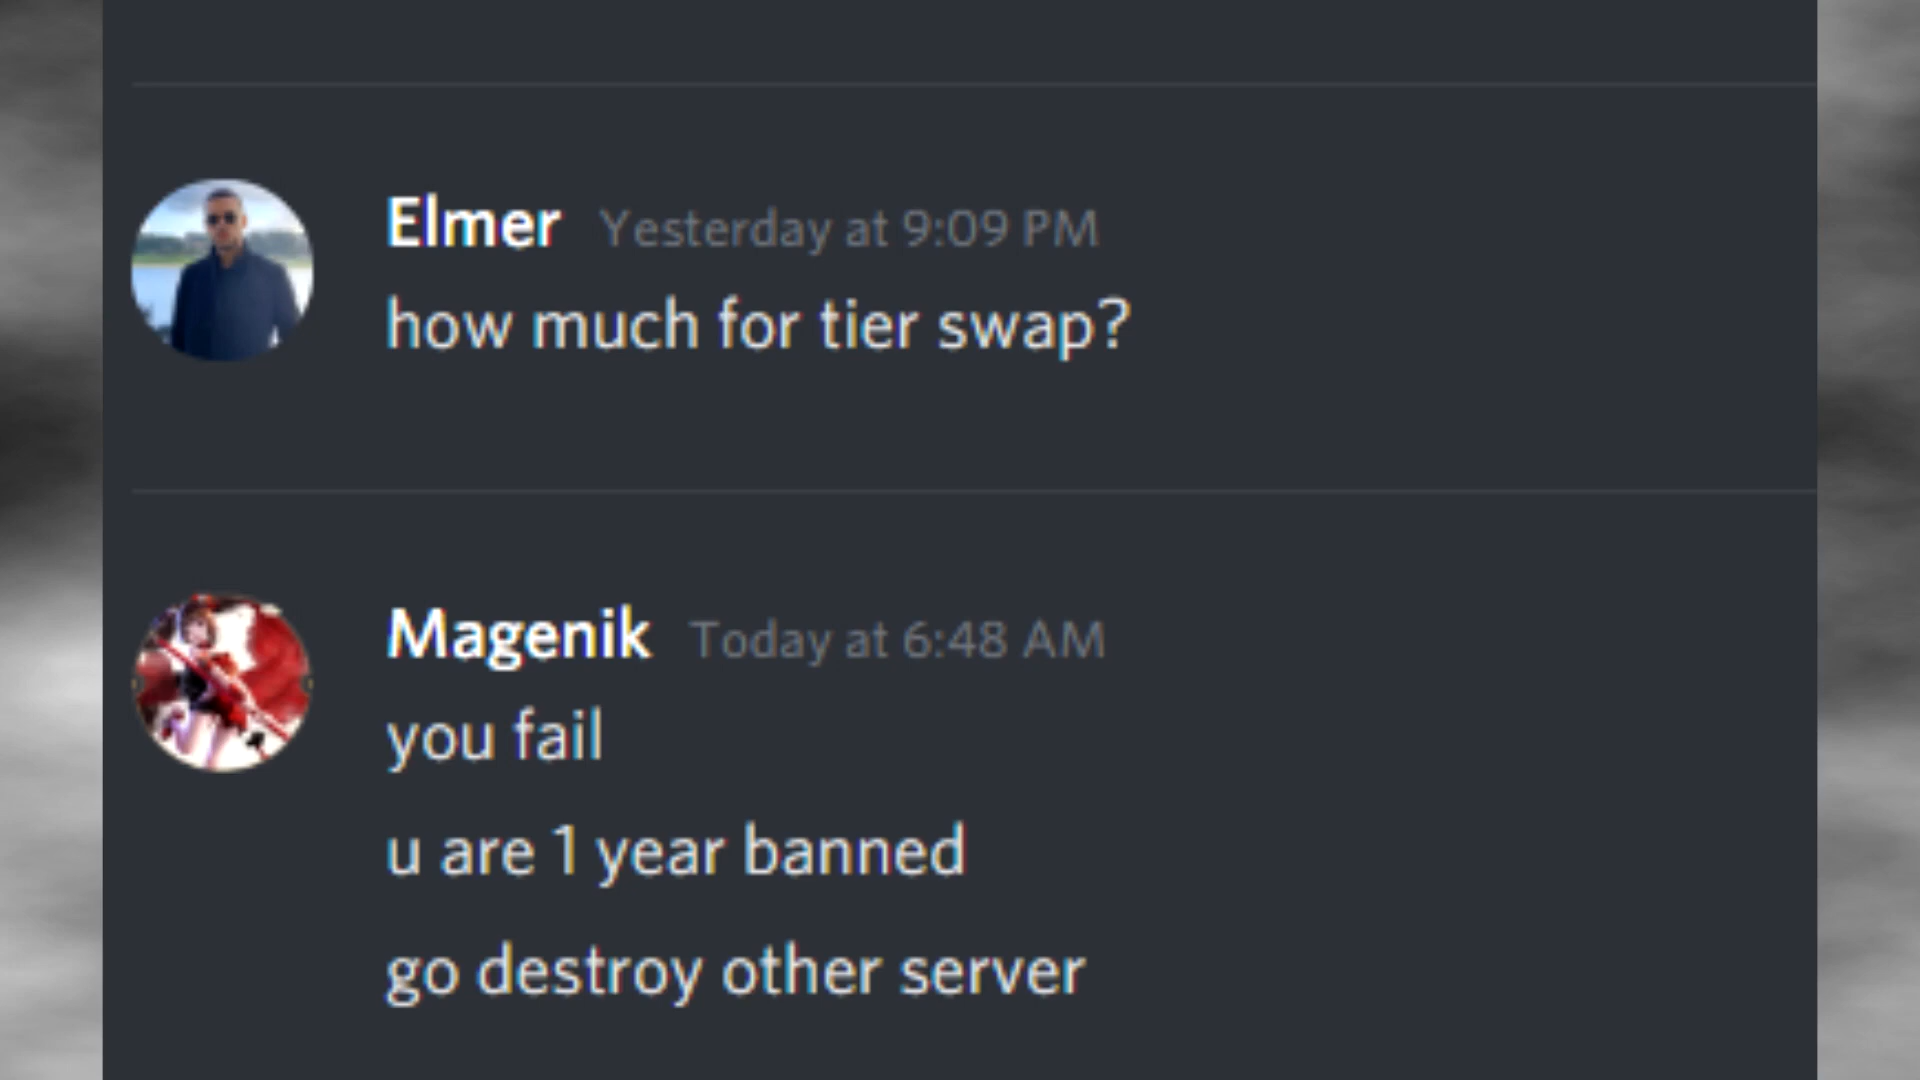 Elmer Yesterday at 9:09 PM
how much for tier swap?
Magenik Today at 6:48 AM
you fail
u are 1 year banned
go destroy other server